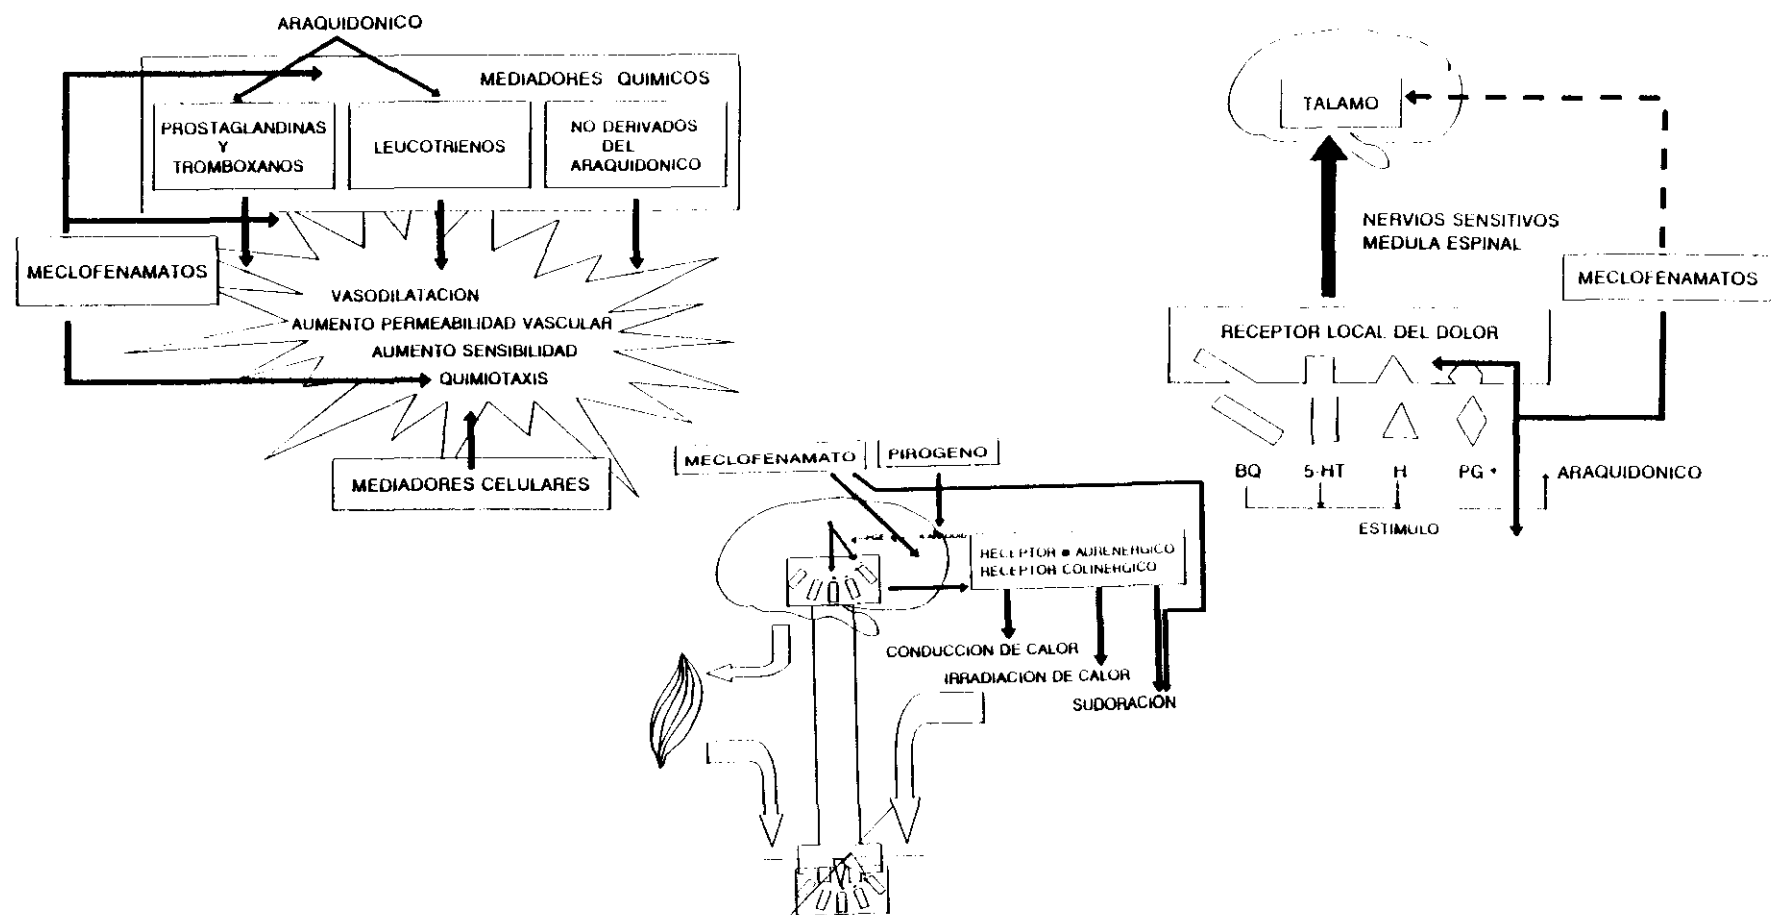 ARAQUIDONICO
MEDIADORES QUIMICOS
PROSTAGLANDINAS
Y
TROMBOXANOS
LEUCOTRIENOS
NO DERIVADOS
DEL
ARAQUIDONICO
MECLOFENAMATOS
VASODILATACION
AUMENTO PERMEABILIDAD VASCULAR
AUMENTO SENSIBILIDAD
QUIMIOTAXIS
MEDIADORES CELULARES
TALAMO
NERVIOS SENSITIVOS
MEDULA ESPINAL
MECLOFENAMATOS
RECEPTOR LOCAL DEL DOLOR
BQ 5-HT H PG + ARAQUIDONICO
ESTIMULO
MECLOFENAMATO
PIROGENO
RECEPTOR ADRENERGICO
RECEPTOR COLINERGICO
CONDUCCION DE CALOR
IRRADIACION DE CALOR
SUDORACION